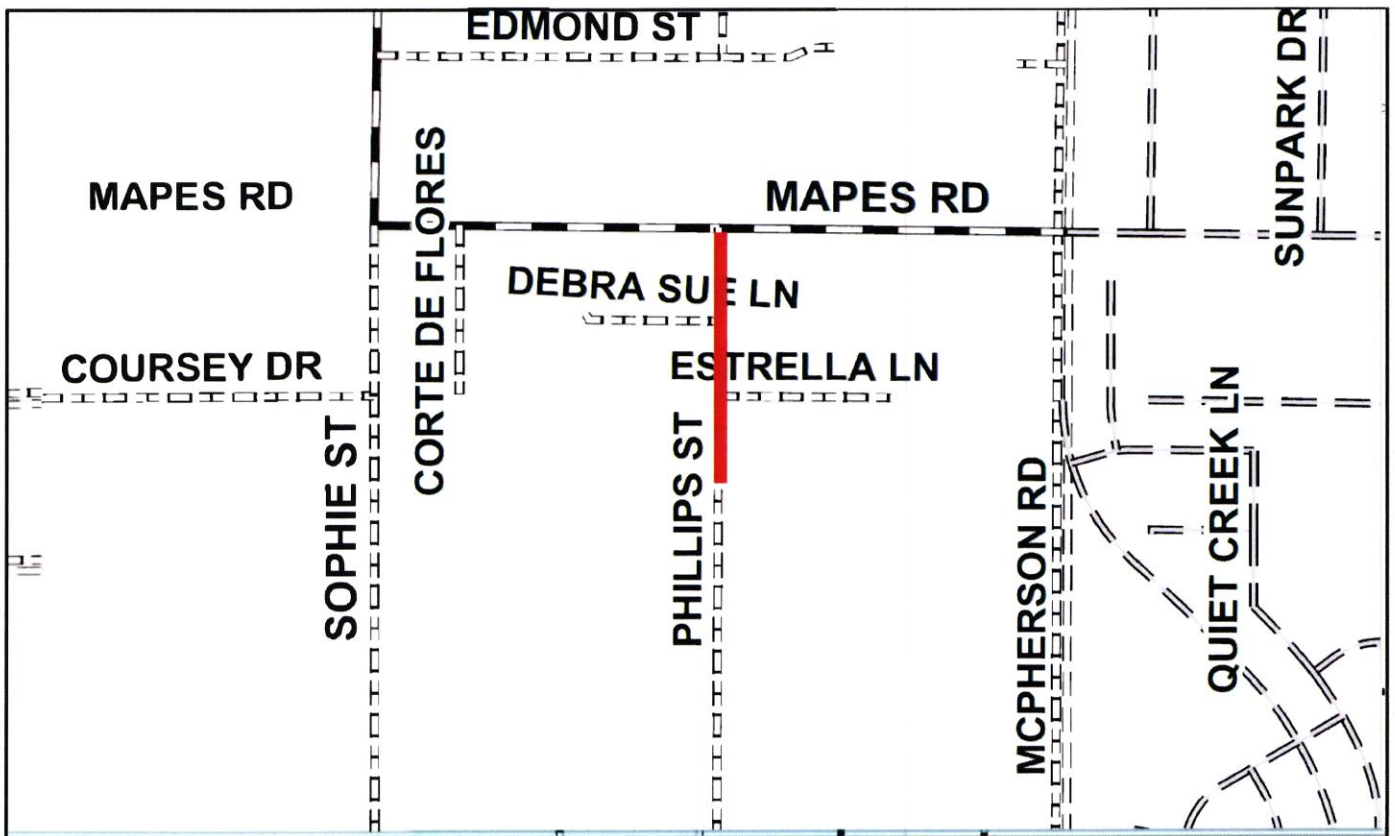 EDMOND ST
SUNPARK DR
MAPES RD
CORTE DE FLORES
MAPES RD
DEBRA SUE LN
COURSEY DR
ESTRELLA LN
SOPHIE ST
PHILLIPS ST
MCPHERSON RD
QUIET CREEK LN